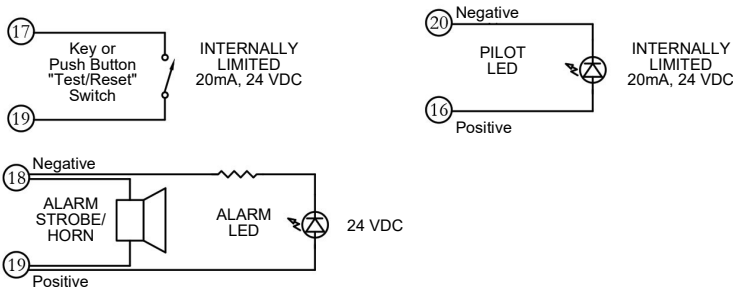 17
Key or
Push Button
"Test/Reset"
Switch
19
INTERNALLY
LIMITED
20mA, 24 VDC
20
Negative
PILOT
LED
16
Positive
INTERNALLY
LIMITED
20mA, 24 VDC
18
Negative
ALARM
STROBE/
HORN
19
Positive
ALARM
LED
24 VDC